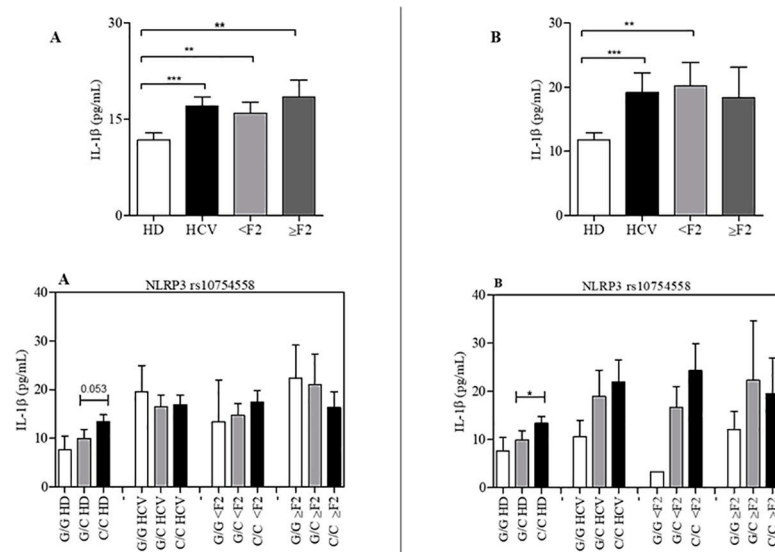 A
**
**
***
30
15
0
IL-1β (pg/mL)
HD HCV <F2 ≥F2
B
**
***
30
20
10
0
IL-1β (pg/mL)
HD HCV <F2 ≥F2
A
NLRP3 rs10754558
40
30
20
10
0
IL-1β (pg/mL)
0.053
G/G HD
G/C HD
C/C HD
-
G/G HCV
G/C HCV
C/C HCV
-
G/G <F2
G/C <F2
C/C <F2
-
G/G ≥F2
G/C ≥F2
C/C ≥F2
B
NLRP3 rs10754558
40
30
20
10
0
IL-1β (pg/mL)
*
G/G HD
G/C HD
C/C HD
-
G/G HCV
G/C HCV
C/C HCV
-
G/G <F2
G/C <F2
C/C <F2
-
G/G ≥F2
G/C ≥F2
C/C ≥F2